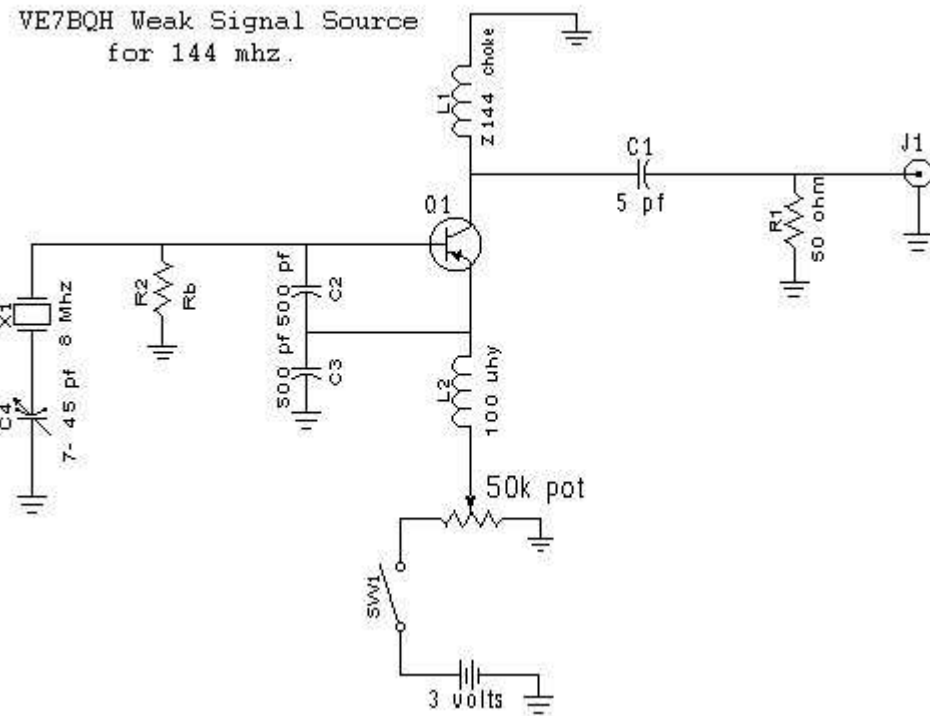 VE7BQH Weak Signal Source
for 144 mhz.
L1
Z144 choke
C1
5 pf
J1
R1
50 ohm
Q1
X1
8 Mhz
R2
Rb
500 pf
C2
500 pf
C3
C4
7- 45 pf
L2
100 uhy
50k pot
SW1
3 volts